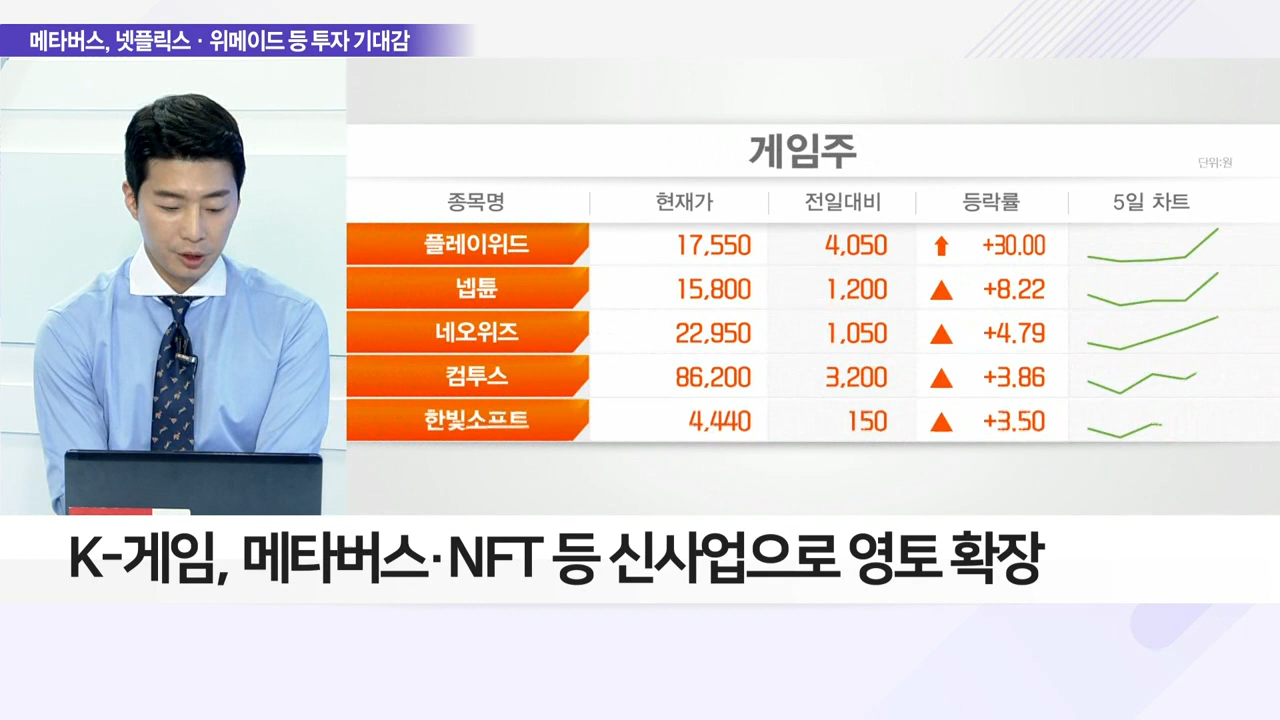 메타버스, 넷플릭스·위메이드 등 투자 기대감
게임주
단위:원
종목명 현재가 전일대비 등락률 5일 차트
플레이위드 17,550 4,050 +30.00
넵튠 15,800 1,200 ▲ +8.22
네오위즈 22,950 1,050 ▲ +4.79
컴투스 86,200 3,200 ▲ +3.86
한빛소프트 4,440 150 ▲ +3.50
K-게임, 메타버스·NFT 등 신사업으로 영토 확장